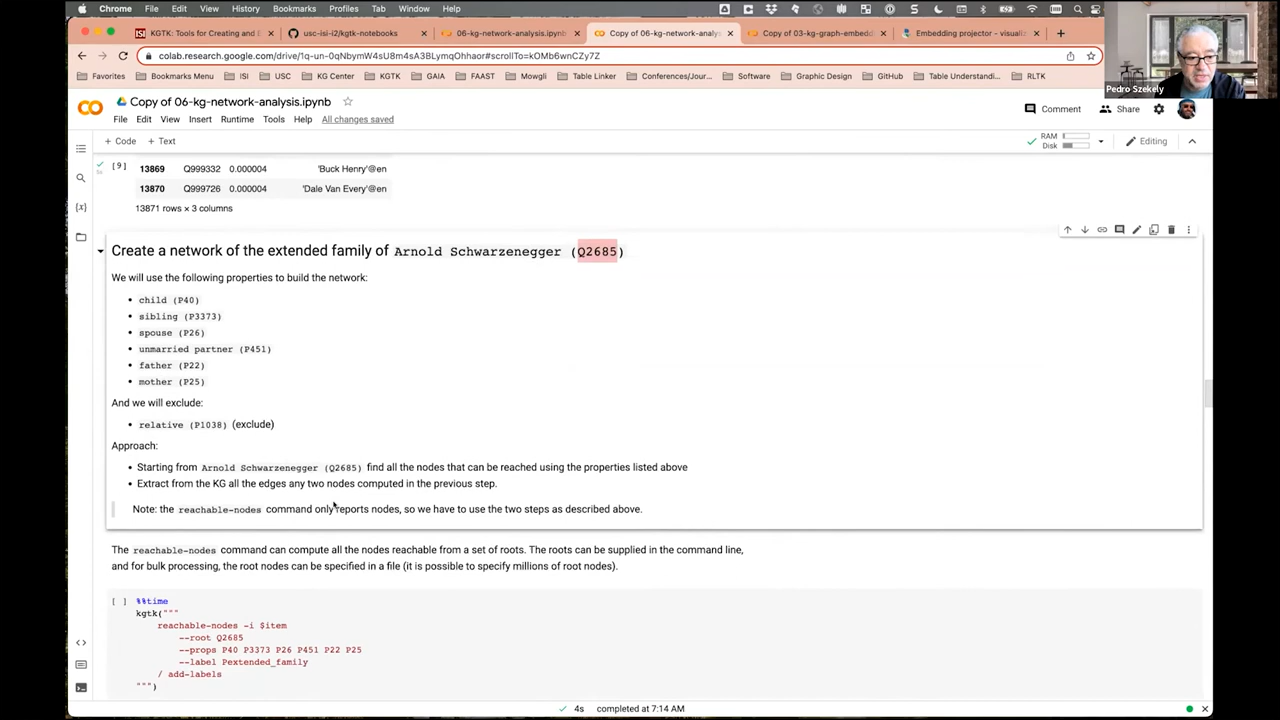 Chrome File Edit View History Bookmarks Profiles Tab Window Help
KGTK: Tools for Creating and E
usc-isi-i2/kgtk-notebooks
06-kg-network-analysis.ipynb
Copy of 06-kg-network-analysis
Copy of 03-kg-graph-embedd
Embedding projector - visualiz
colab.research.google.com/drive/1q-un-0qNbymW4sU8m4sA3BLymqOhhaor#scrollTo=kOMb6wnCZy7Z
Favorites Bookmarks Menu ISI USC KG Center KGTK GAIA FAAST Mowgli Table Linker Conferences/Jour... Software Graphic Design GitHub Table Understandi... RLTK
Pedro Szekely
Copy of 06-kg-network-analysis.ipynb
File Edit View Insert Runtime Tools Help All changes saved
Comment Share
+ Code + Text
RAM
Disk
Editing
[9] 13869 Q999332 0.000004 'Buck Henry'@en
5s
13870 Q999726 0.000004 'Dale Van Every'@en
13871 rows × 3 columns
Create a network of the extended family of Arnold Schwarzenegger (Q2685)
We will use the following properties to build the network:
• child (P40)
• sibling (P3373)
• spouse (P26)
• unmarried partner (P451)
• father (P22)
• mother (P25)
And we will exclude:
• relative (P1038) (exclude)
Approach:
• Starting from Arnold Schwarzenegger (Q2685) find all the nodes that can be reached using the properties listed above
• Extract from the KG all the edges any two nodes computed in the previous step.
Note: the reachable-nodes command only reports nodes, so we have to use the two steps as described above.
The reachable-nodes command can compute all the nodes reachable from a set of roots. The roots can be supplied in the command line,
and for bulk processing, the root nodes can be specified in a file (it is possible to specify millions of root nodes).
[ ] %%time
kgtk("""
reachable-nodes -i $item
--root Q2685
--props P40 P3373 P26 P451 P22 P25
--label Pextended_family
/ add-labels
""")
4s completed at 7:14 AM